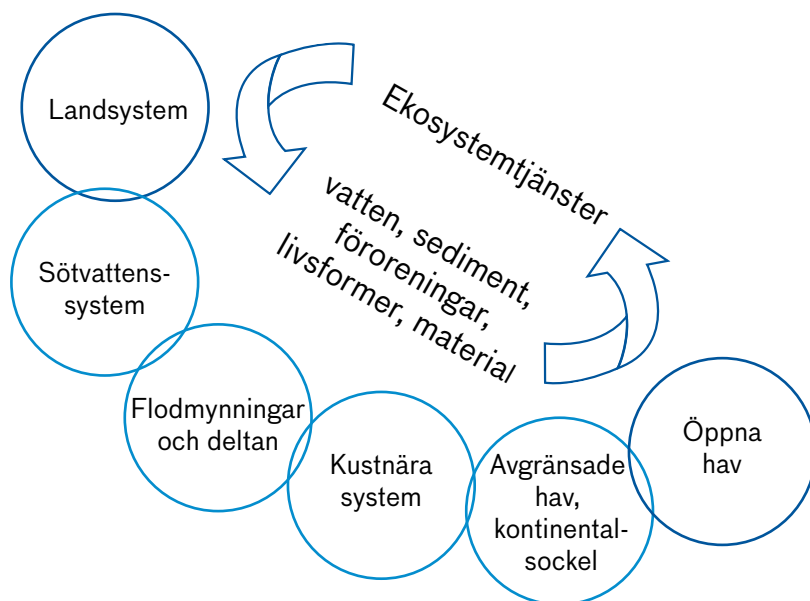 Landsystem
Ekosystemtjänster
vatten, sediment,
föroreningar,
livsformer, material
Sötvattens-
system
Flodmynningar
och deltan
Kustnära
system
Avgränsade
hav,
kontinental-
sockel
Öppna
hav